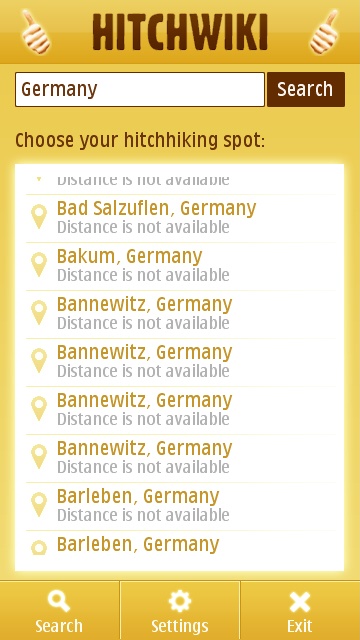 HITCHWIKI
Germany
Search
Choose your hitchhiking spot:
Distance is not available
Bad Salzuflen, Germany
Distance is not available
Bakum, Germany
Distance is not available
Bannewitz, Germany
Distance is not available
Bannewitz, Germany
Distance is not available
Bannewitz, Germany
Distance is not available
Bannewitz, Germany
Distance is not available
Barleben, Germany
Distance is not available
Barleben, Germany
Search
Settings
Exit